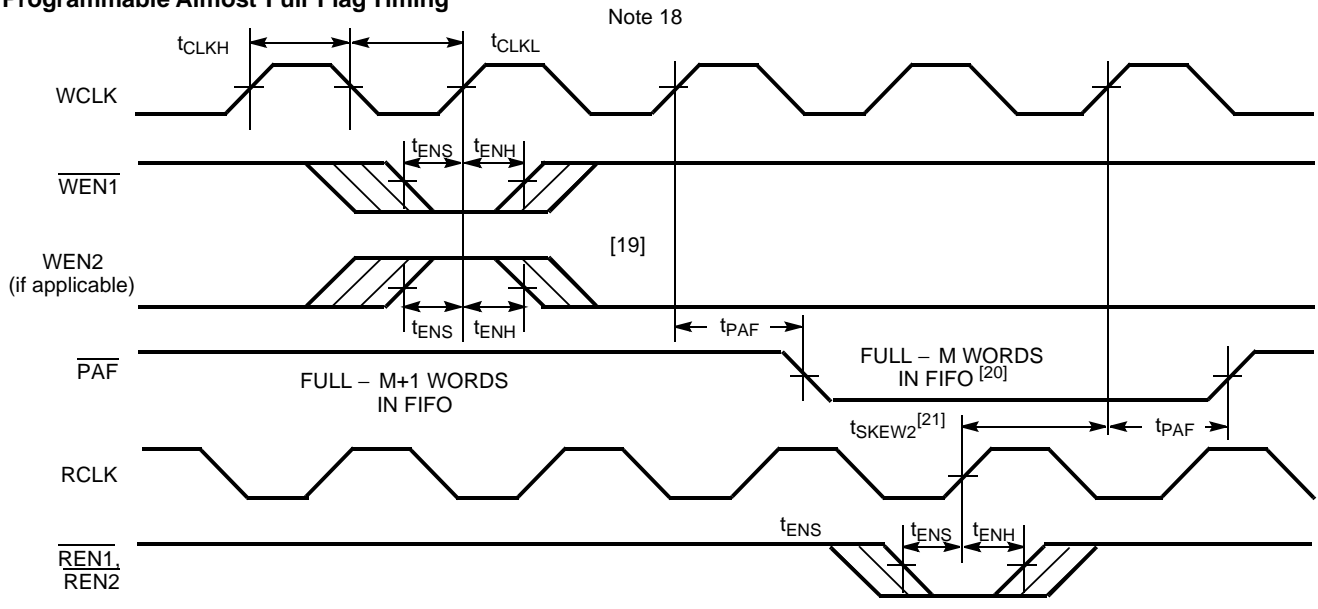 Programmable Almost Full Flag Timing
Note 18
tCLKH
tCLKL
WCLK
tENS
tENH
WEN1
[19]
WEN2
(if applicable)
tENS
tENH
tPAF
PAF
FULL − M+1 WORDS
IN FIFO
FULL − M WORDS
IN FIFO [20]
tSKEW2[21]
tPAF
RCLK
tENS
tENS
tENH
REN1,
REN2